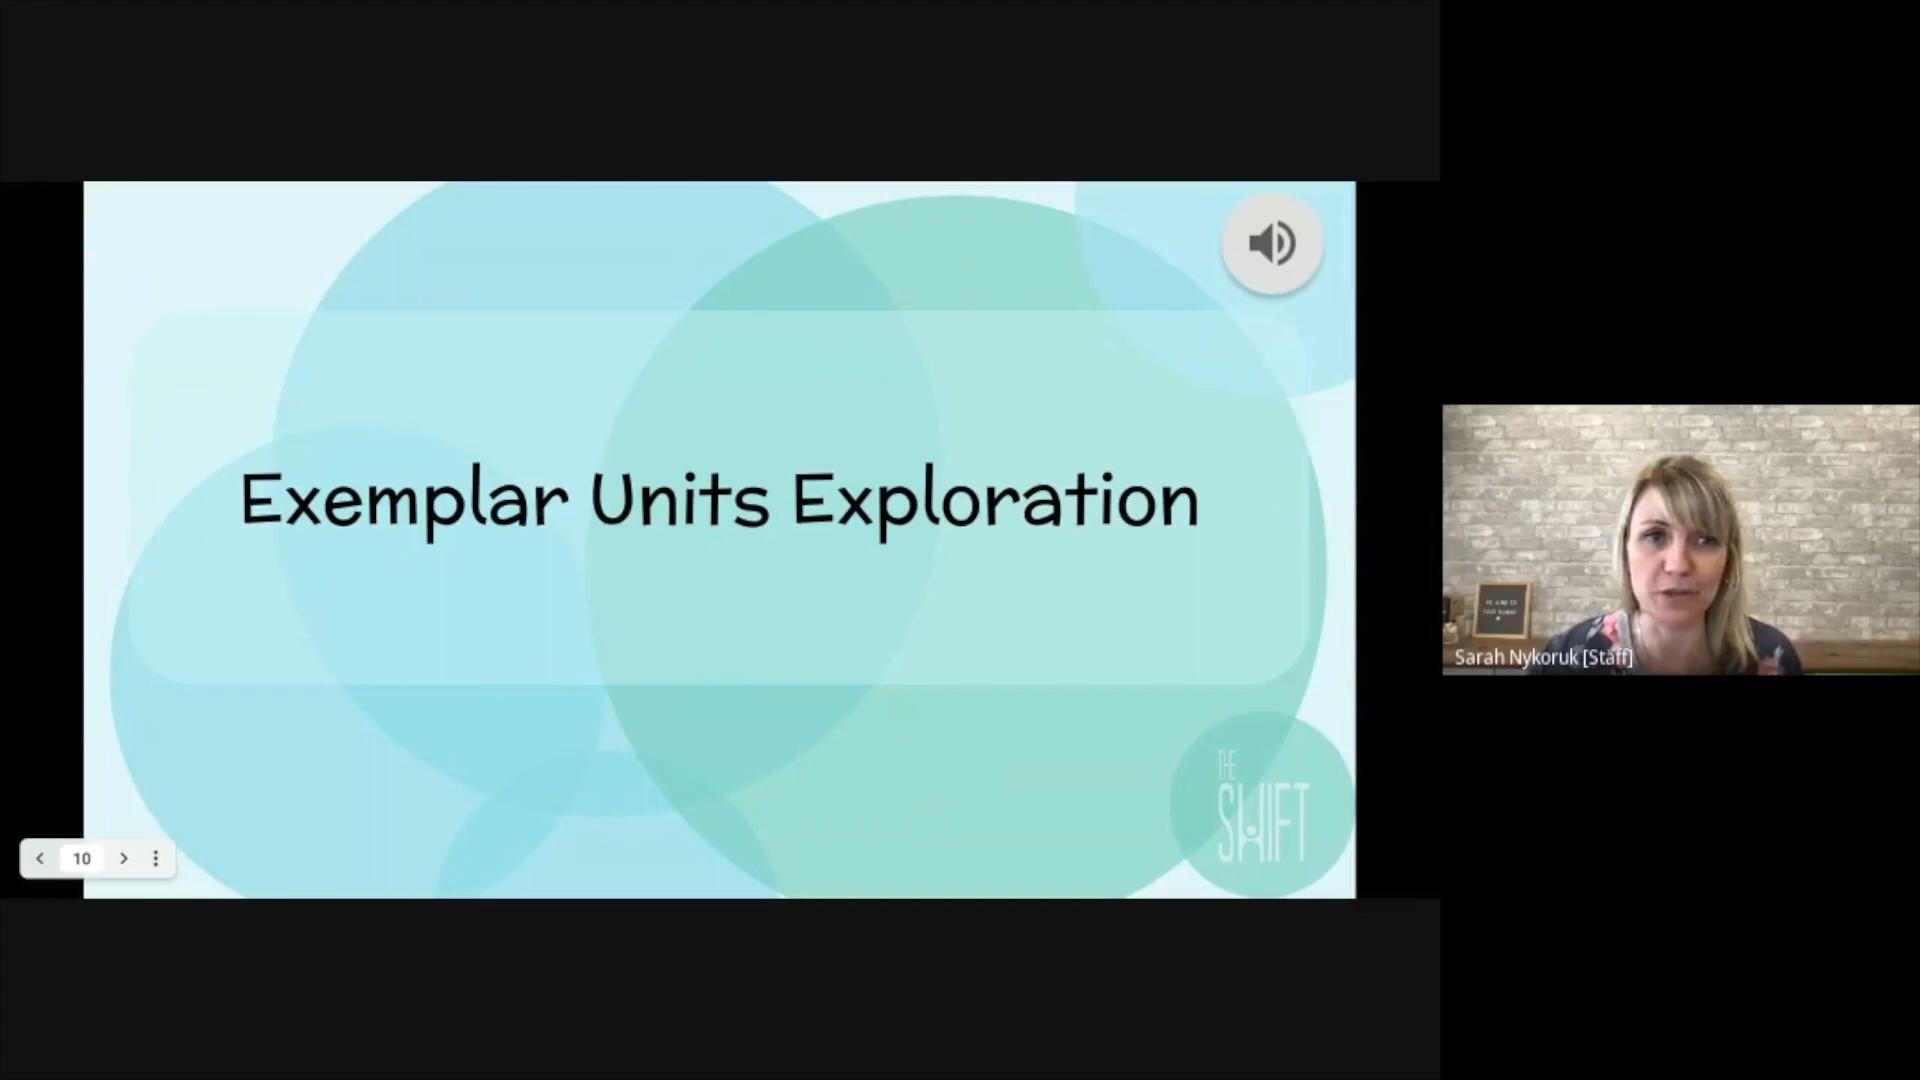 Exemplar Units Exploration
THE
SHIFT
10
Sarah Nykoruk [Staff]